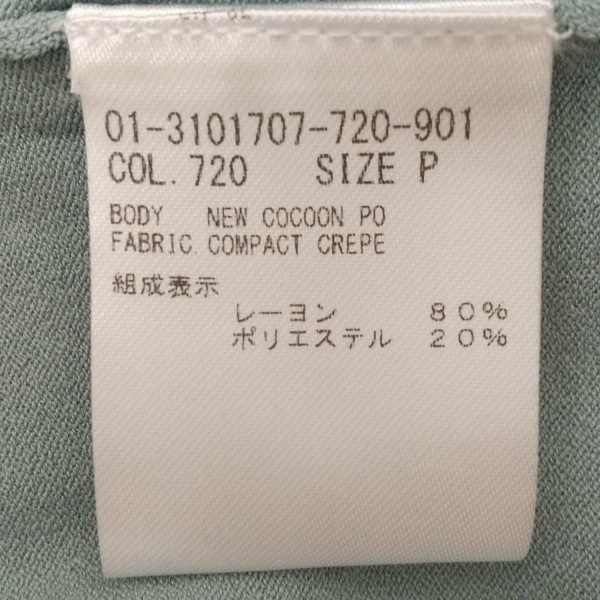 01-3101707-720-901
COL.720 SIZE P
BODY NEW COCOON PO
FABRIC COMPACT CREPE
組成表示
レーヨン 80%
ポリエステル 20%